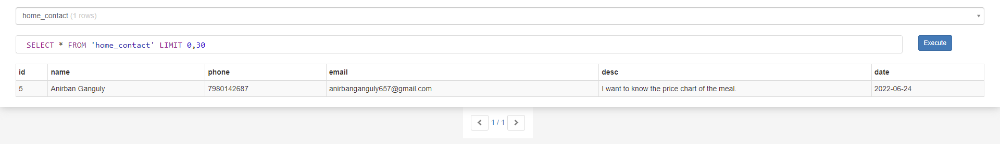 home_contact (1 rows)
SELECT * FROM 'home_contact' LIMIT 0,30
Execute
id name phone email desc date
5 Anirban Ganguly 7980142687 anirbanganguly657@gmail.com I want to know the price chart of the meal. 2022-06-24
1 / 1